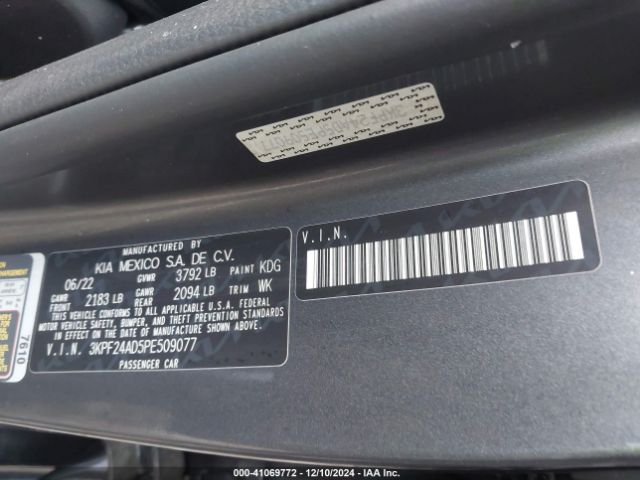 MANUFACTURED BY
KIA MEXICO S.A. DE C.V.
06/22 GVWR 3792 LB PAINT KDG
GAWR FRONT 2183 LB GAWR REAR 2094 LB TRIM WK
THIS VEHICLE CONFORMS TO ALL APPLICABLE U.S.A. FEDERAL
MOTOR VEHICLE SAFETY, BUMPER, AND THEFT PREVENTION STANDARDS
IN EFFECT ON THE DATE OF MANUFACTURE SHOWN ABOVE.
V.I.N. 3KPF24AD5PE509077
PASSENGER CAR
V.I.N.
7610
000-41069772 - 12/10/2024 - IAA Inc.